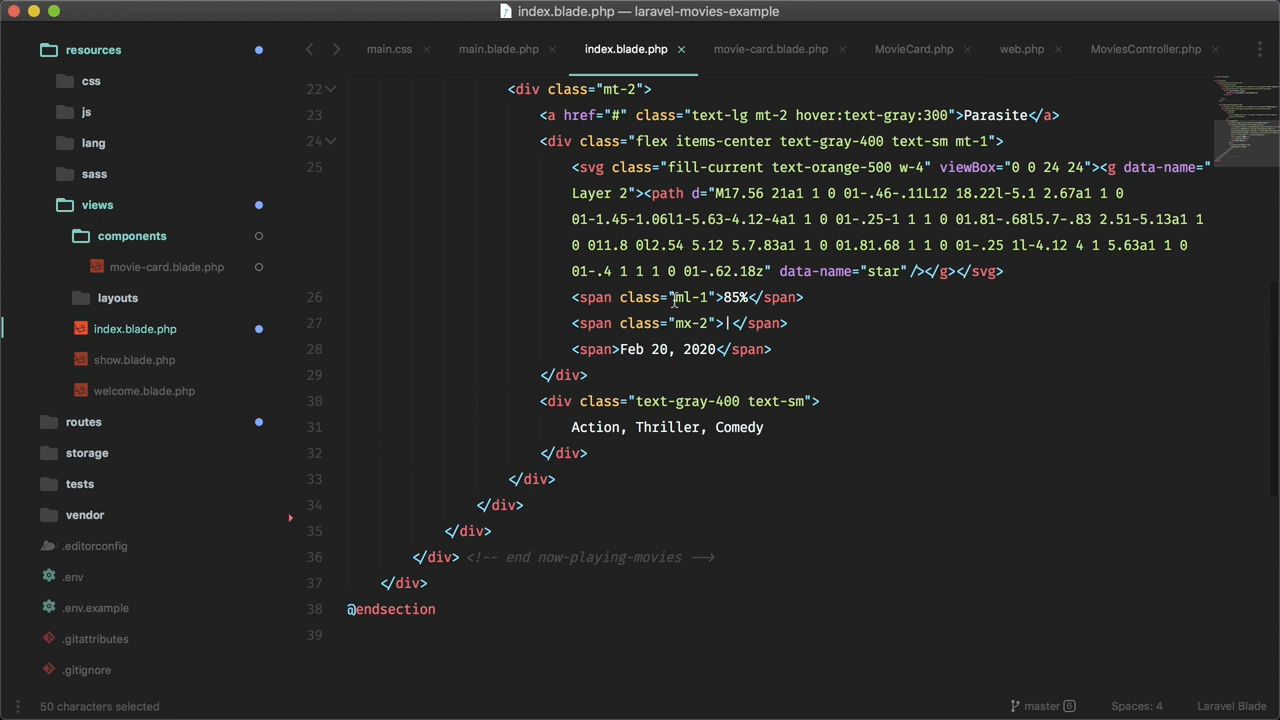 index.blade.php — laravel-movies-example
resources
css
js
lang
sass
views
components
movie-card.blade.php
layouts
index.blade.php
show.blade.php
welcome.blade.php
routes
storage
tests
vendor
.editorconfig
.env
.env.example
.gitattributes
.gitignore
main.css × main.blade.php × index.blade.php × movie-card.blade.php × MovieCard.php × web.php × MoviesController.php ×
22 <div class="mt-2">
23 <a href="#" class="text-lg mt-2 hover:text-gray:300">Parasite</a>
24 <div class="flex items-center text-gray-400 text-sm mt-1">
25 <svg class="fill-current text-orange-500 w-4" viewBox="0 0 24 24"><g data-name="
Layer 2"><path d="M17.56 21a1 1 0 01-.46-.11L12 18.22l-5.1 2.67a1 1 0
01-1.45-1.06l1-5.63-4.12-4a1 1 0 01-.25-1 1 1 0 01.81-.68l5.7-.83 2.51-5.13a1 1
0 011.8 0l2.54 5.12 5.7.83a1 1 0 01.81.68 1 1 0 01-.25 1l-4.12 4 1 5.63a1 1 0
01-.4 1 1 1 0 01-.62.18z" data-name="star"/></g></svg>
26 <span class="ml-1">85%</span>
27 <span class="mx-2">|</span>
28 <span>Feb 20, 2020</span>
29 </div>
30 <div class="text-gray-400 text-sm">
31 Action, Thriller, Comedy
32 </div>
33 </div>
34 </div>
35 </div>
36 </div> <!-- end now-playing-movies -->
37 </div>
38 @endsection
39
50 characters selected
master 6 Spaces: 4 Laravel Blade